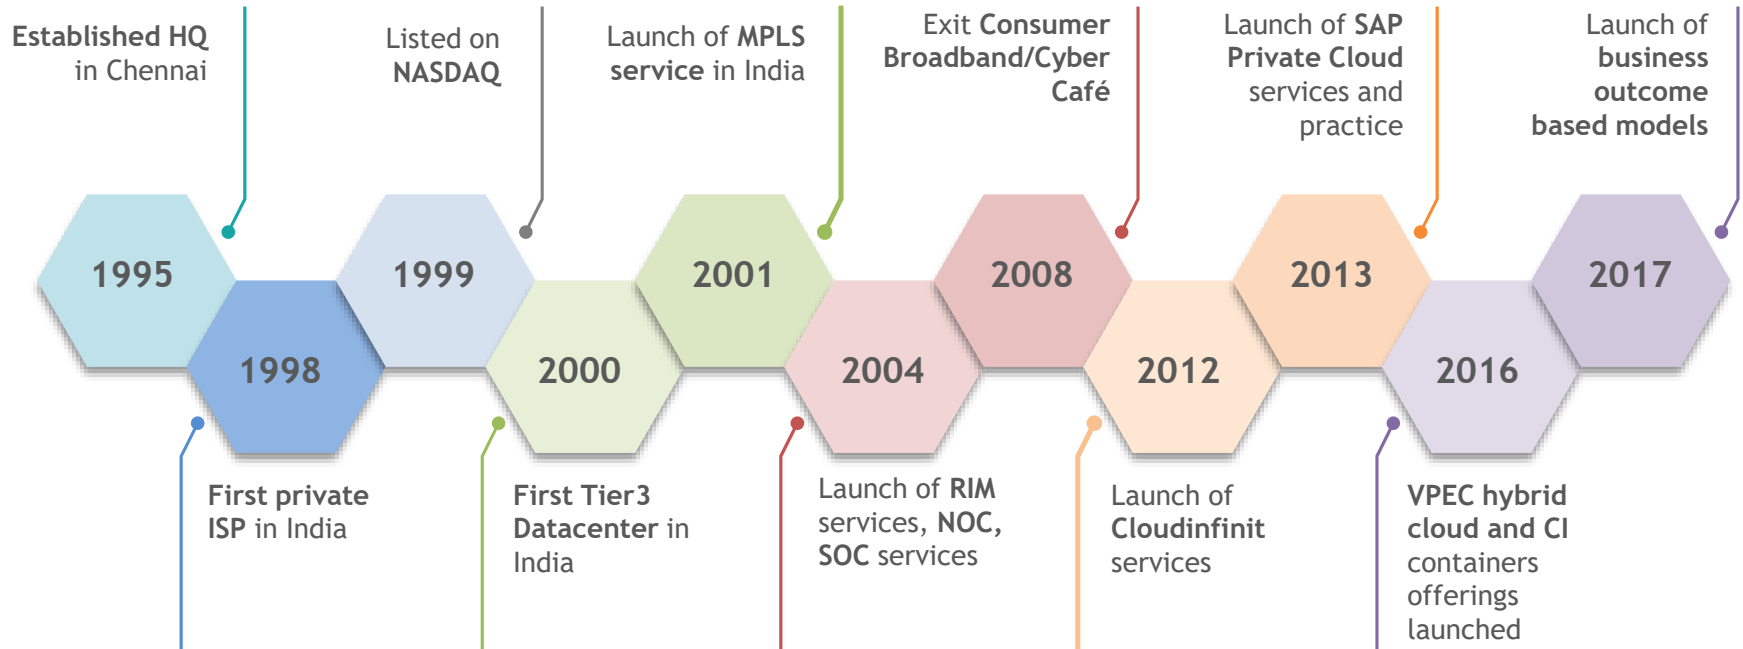 Established HQ
in Chennai
Listed on
NASDAQ
Launch of MPLS
service in India
Exit Consumer
Broadband/Cyber
Café
Launch of SAP
Private Cloud
services and
practice
Launch of
business
outcome
based models
1995
1998
1999
2000
2001
2004
2008
2012
2013
2016
2017
First private
ISP in India
First Tier3
Datacenter in
India
Launch of RIM
services, NOC,
SOC services
Launch of
Cloudinfinit
services
VPEC hybrid
cloud and CI
containers
offerings
launched